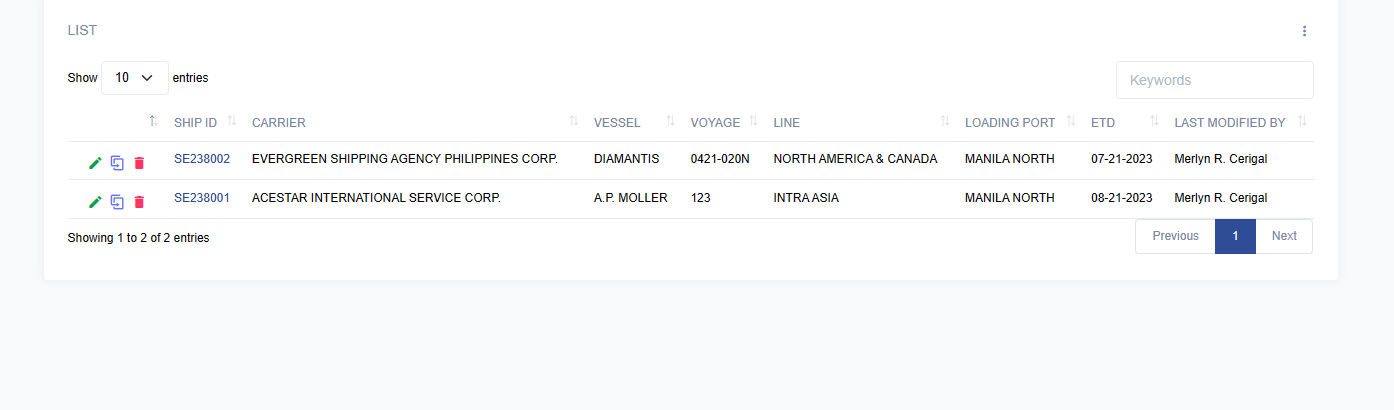 LIST
Show 10 entries
Keywords
SHIP ID CARRIER VESSEL VOYAGE LINE LOADING PORT ETD LAST MODIFIED BY
SE238002 EVERGREEN SHIPPING AGENCY PHILIPPINES CORP. DIAMANTIS 0421-020N NORTH AMERICA & CANADA MANILA NORTH 07-21-2023 Merlyn R. Cerigal
SE238001 ACESTAR INTERNATIONAL SERVICE CORP. A.P. MOLLER 123 INTRA ASIA MANILA NORTH 08-21-2023 Merlyn R. Cerigal
Showing 1 to 2 of 2 entries
Previous 1 Next